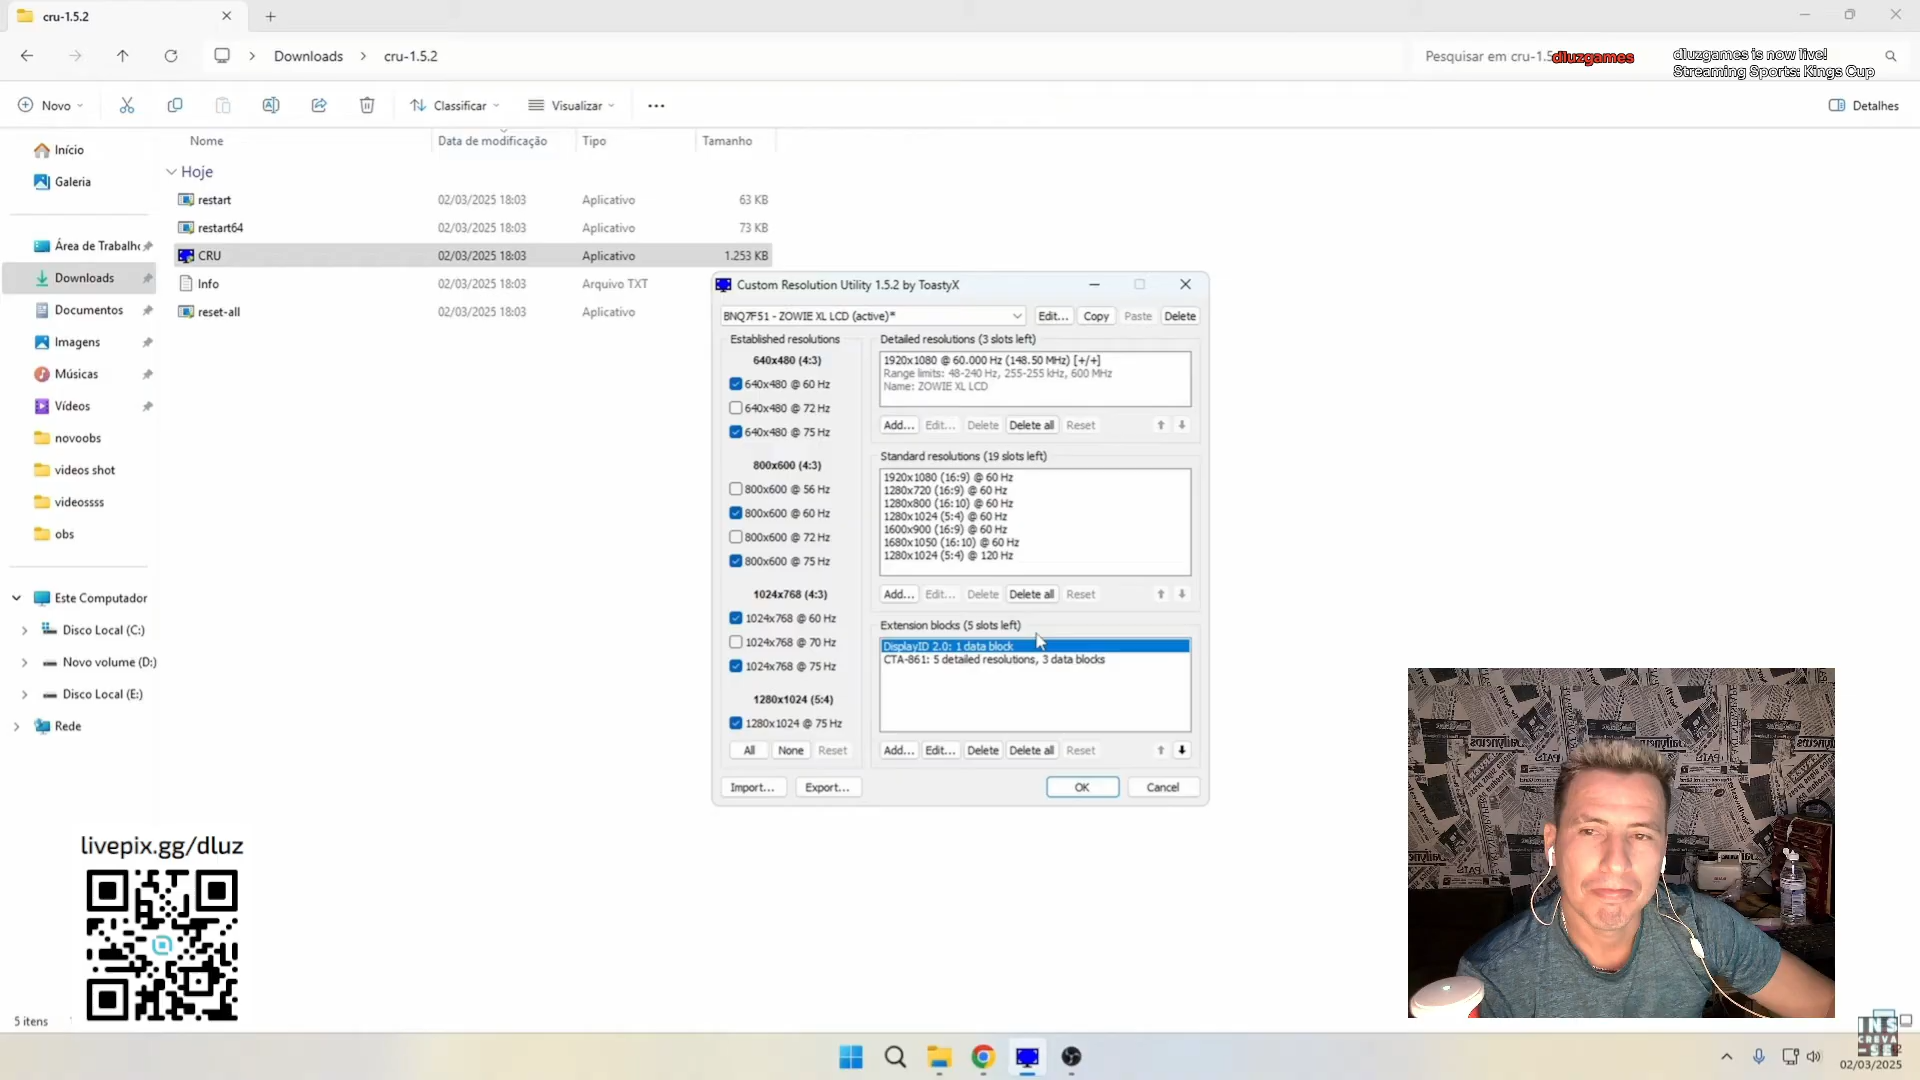 cru-1.5.2
Downloads
cru-1.5.2
Pesquisar em cru-1.5
dluzgames
dluzgames is now live!
Streaming Sports: Kings Cup
Novo
Classificar
Visualizar
Detalhes
Nome
Data de modificação
Tipo
Tamanho
Hoje
restart
02/03/2025 18:03
Aplicativo
63 KB
restart64
02/03/2025 18:03
Aplicativo
73 KB
CRU
02/03/2025 18:03
Aplicativo
1.253 KB
Info
02/03/2025 18:03
Arquivo TXT
reset-all
02/03/2025 18:03
Aplicativo
Início
Galeria
Área de Trabalho
Downloads
Documentos
Imagens
Músicas
Vídeos
novoobs
videos shot
videossss
obs
Este Computador
Disco Local (C:)
Novo volume (D:)
Disco Local (E:)
Rede
Custom Resolution Utility 1.5.2 by ToastyX
BNQ7F51 - ZOWIE XL LCD (active)*
Edit...
Copy
Paste
Delete
Established resolutions
640x480 (4:3)
640x480 @ 60 Hz
640x480 @ 72 Hz
640x480 @ 75 Hz
800x600 (4:3)
800x600 @ 56 Hz
800x600 @ 60 Hz
800x600 @ 72 Hz
800x600 @ 75 Hz
1024x768 (4:3)
1024x768 @ 60 Hz
1024x768 @ 70 Hz
1024x768 @ 75 Hz
1280x1024 (5:4)
1280x1024 @ 75 Hz
All
None
Reset
Detailed resolutions (3 slots left)
1920x1080 @ 60.000 Hz (148.50 MHz) [+/+]
Range limits: 48-240 Hz, 255-255 kHz, 600 MHz
Name: ZOWIE XL LCD
Add...
Edit...
Delete
Delete all
Reset
Standard resolutions (19 slots left)
1920x1080 (16:9) @ 60 Hz
1280x720 (16:9) @ 60 Hz
1280x800 (16:10) @ 60 Hz
1280x1024 (5:4) @ 60 Hz
1600x900 (16:9) @ 60 Hz
1680x1050 (16:10) @ 60 Hz
1280x1024 (5:4) @ 120 Hz
Add...
Edit...
Delete
Delete all
Reset
Extension blocks (5 slots left)
DisplayID 2.0: 1 data block
CTA-861: 5 detailed resolutions, 3 data blocks
Add...
Edit...
Delete
Delete all
Reset
Import...
Export...
OK
Cancel
livepix.gg/dluz
5 itens
INS
CREVA
-SE
02/03/2025